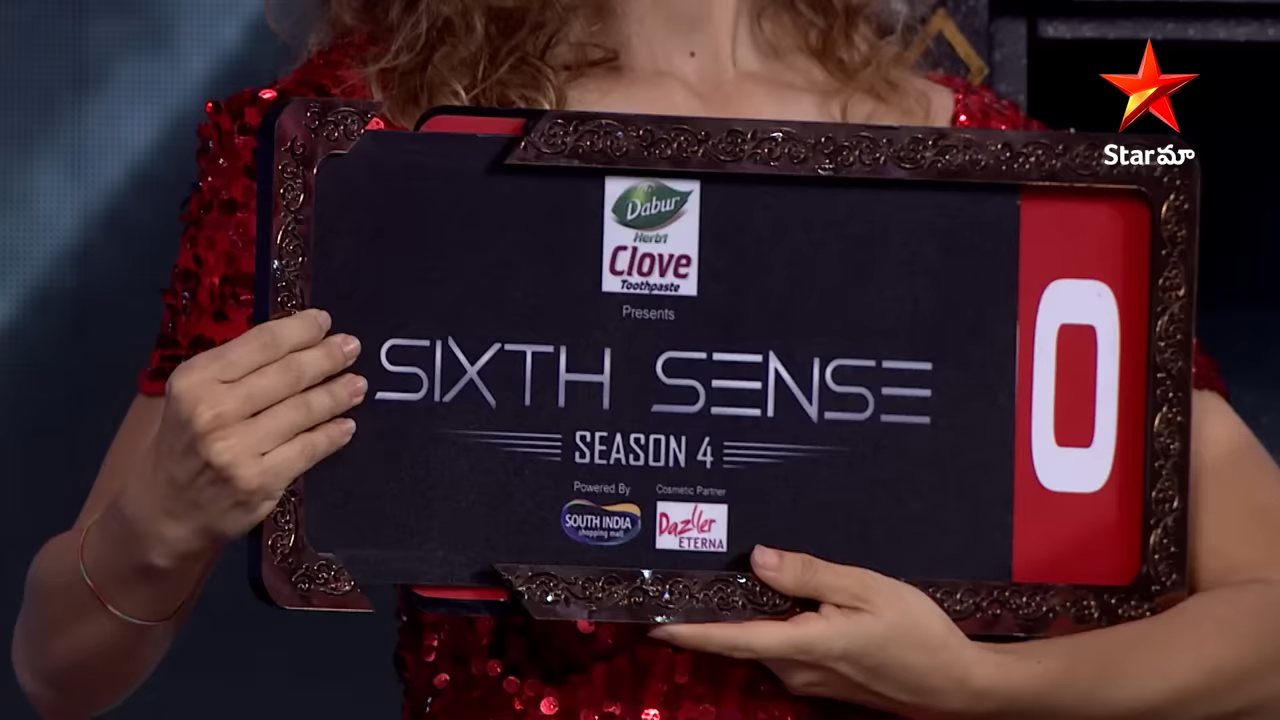 Starమా
Dabur
Herb'l
Clove
Toothpaste
Presents
SIXTH SENSE
0
SEASON 4
Powered By
Cosmetic Partner
SOUTH INDIA
shopping mall
Dazller
ETERNA